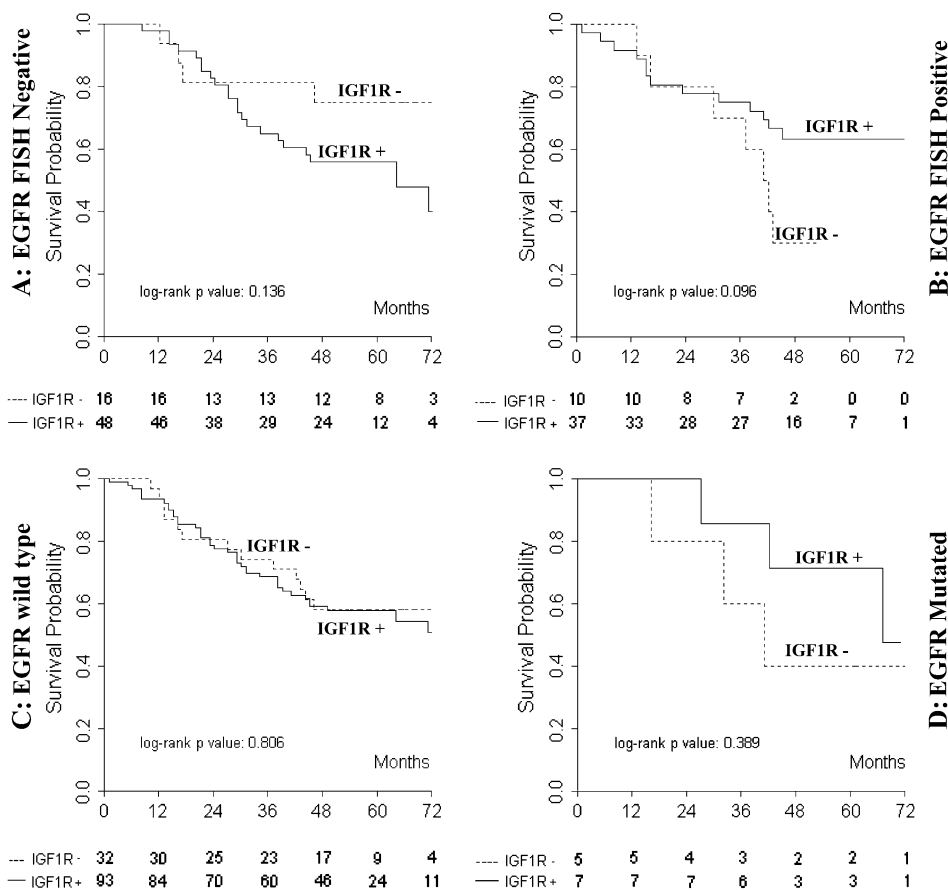 A: EGFR FISH Negative
Survival Probability
1.0
0.8
0.6
0.4
0.2
0.0
IGF1R -
IGF1R +
log-rank p value: 0.136
Months
0 12 24 36 48 60 72
IGF1R - 16 16 13 13 12 8 3
IGF1R + 48 46 38 29 24 12 4
B: EGFR FISH Positive
Survival Probability
1.0
0.8
0.6
0.4
0.2
0.0
IGF1R +
IGF1R -
log-rank p value: 0.096
Months
0 12 24 36 48 60 72
IGF1R - 10 10 8 7 2 0 0
IGF1R + 37 33 28 27 16 7 1
C: EGFR wild type
Survival Probability
1.0
0.8
0.6
0.4
0.2
0.0
IGF1R -
IGF1R +
log-rank p value: 0.806
Months
0 12 24 36 48 60 72
IGF1R - 32 30 25 23 17 9 4
IGF1R + 93 84 70 60 46 24 11
D: EGFR Mutated
Survival Probability
1.0
0.8
0.6
0.4
0.2
0.0
IGF1R +
IGF1R -
log-rank p value: 0.389
Months
0 12 24 36 48 60 72
IGF1R - 5 5 4 3 2 2 1
IGF1R + 7 7 7 6 3 3 1